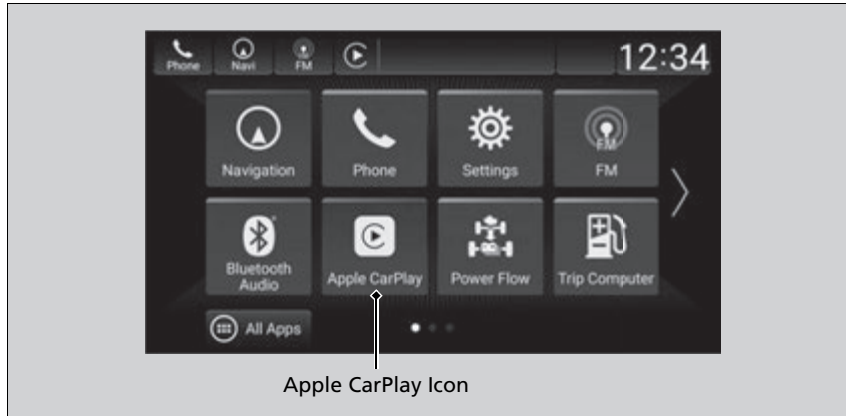 12:34
Phone
Navi
FM
Navigation
Phone
Settings
FM
FM
Bluetooth
Audio
Apple CarPlay
Power Flow
Trip Computer
All Apps
Apple CarPlay Icon